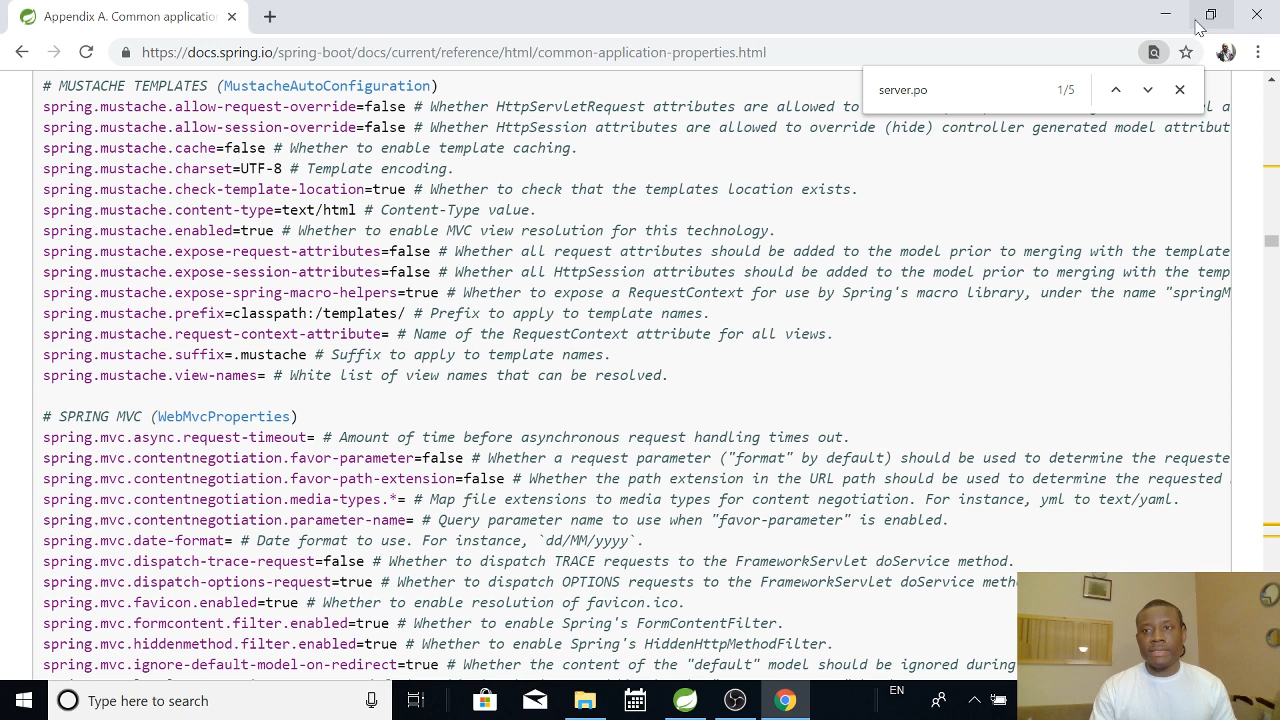 Appendix A. Common application
https://docs.spring.io/spring-boot/docs/current/reference/html/common-application-properties.html
server.po 1/5
# MUSTACHE TEMPLATES (MustacheAutoConfiguration)
spring.mustache.allow-request-override=false # Whether HttpServletRequest attributes are allowed to
spring.mustache.allow-session-override=false # Whether HttpSession attributes are allowed to override (hide) controller generated model attribut
spring.mustache.cache=false # Whether to enable template caching.
spring.mustache.charset=UTF-8 # Template encoding.
spring.mustache.check-template-location=true # Whether to check that the templates location exists.
spring.mustache.content-type=text/html # Content-Type value.
spring.mustache.enabled=true # Whether to enable MVC view resolution for this technology.
spring.mustache.expose-request-attributes=false # Whether all request attributes should be added to the model prior to merging with the template
spring.mustache.expose-session-attributes=false # Whether all HttpSession attributes should be added to the model prior to merging with the temp
spring.mustache.expose-spring-macro-helpers=true # Whether to expose a RequestContext for use by Spring's macro library, under the name "springM
spring.mustache.prefix=classpath:/templates/ # Prefix to apply to template names.
spring.mustache.request-context-attribute= # Name of the RequestContext attribute for all views.
spring.mustache.suffix=.mustache # Suffix to apply to template names.
spring.mustache.view-names= # White list of view names that can be resolved.
# SPRING MVC (WebMvcProperties)
spring.mvc.async.request-timeout= # Amount of time before asynchronous request handling times out.
spring.mvc.contentnegotiation.favor-parameter=false # Whether a request parameter ("format" by default) should be used to determine the requeste
spring.mvc.contentnegotiation.favor-path-extension=false # Whether the path extension in the URL path should be used to determine the requested
spring.mvc.contentnegotiation.media-types.*= # Map file extensions to media types for content negotiation. For instance, yml to text/yaml.
spring.mvc.contentnegotiation.parameter-name= # Query parameter name to use when "favor-parameter" is enabled.
spring.mvc.date-format= # Date format to use. For instance, `dd/MM/yyyy`.
spring.mvc.dispatch-trace-request=false # Whether to dispatch TRACE requests to the FrameworkServlet doService method.
spring.mvc.dispatch-options-request=true # Whether to dispatch OPTIONS requests to the FrameworkServlet doService meth
spring.mvc.favicon.enabled=true # Whether to enable resolution of favicon.ico.
spring.mvc.formcontent.filter.enabled=true # Whether to enable Spring's FormContentFilter.
spring.mvc.hiddenmethod.filter.enabled=true # Whether to enable Spring's HiddenHttpMethodFilter.
spring.mvc.ignore-default-model-on-redirect=true # Whether the content of the "default" model should be ignored during
Type here to search
EN